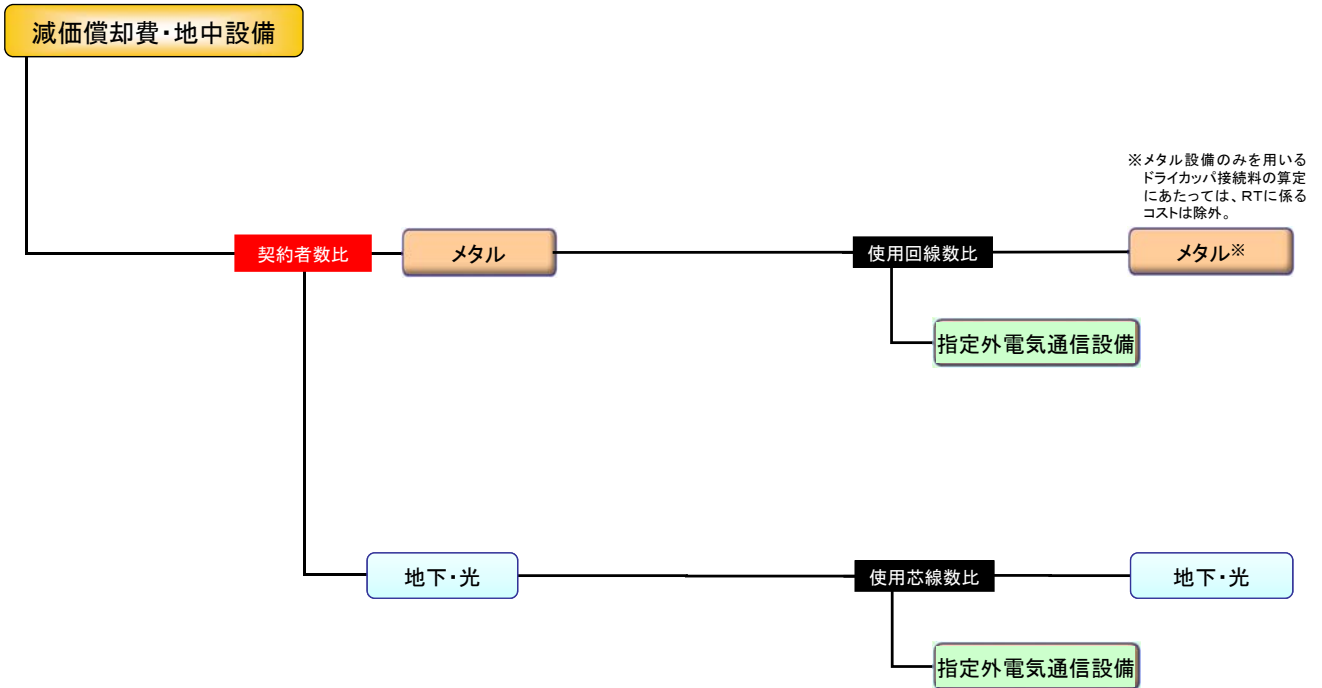 減価償却費・地中設備
※メタル設備のみを用いる
ドライカッパ接続料の算定
にあたっては、RTに係る
コストは除外。
契約者数比
メタル
使用回線数比
メタル※
指定外電気通信設備
地下・光
使用芯線数比
地下・光
指定外電気通信設備